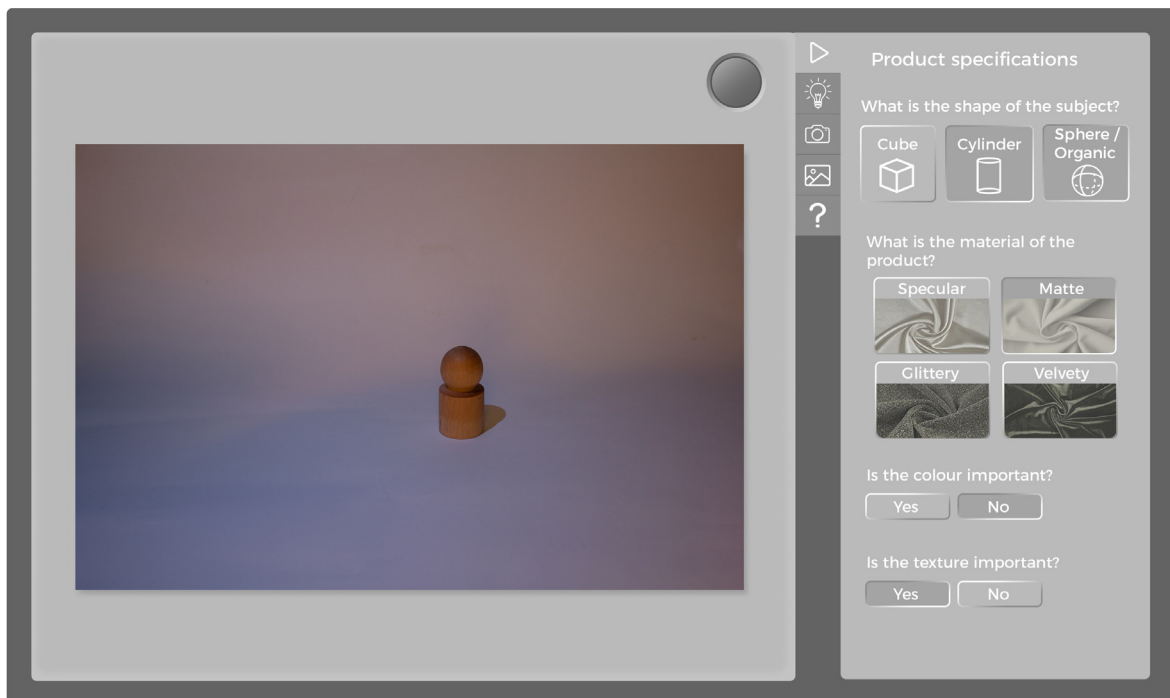 Product specifications
What is the shape of the subject?
Cube
Cylinder
Sphere /
Organic
What is the material of the
product?
Specular
Matte
Glittery
Velvety
Is the colour important?
Yes
No
Is the texture important?
Yes
No
?